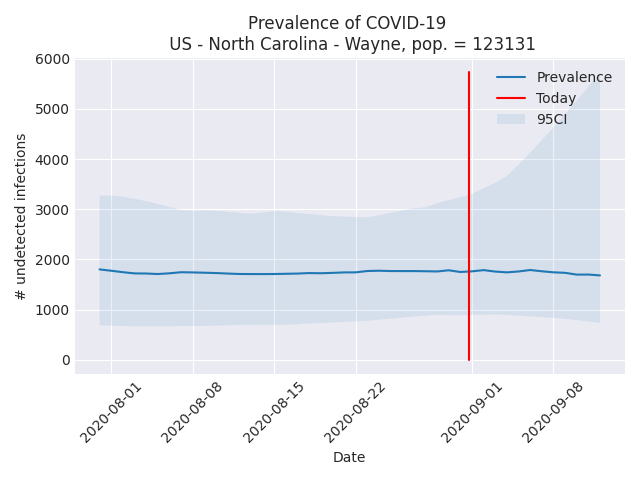 Prevalence of COVID-19
US - North Carolina - Wayne, pop. = 123131
Prevalence
Today
95CI
# undetected infections
6000
5000
4000
3000
2000
1000
0
2020-08-01
2020-08-08
2020-08-15
2020-08-22
2020-09-01
2020-09-08
Date